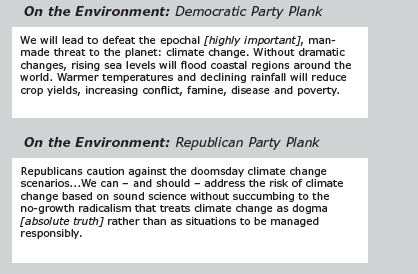 On the Environment: Democratic Party Plank
We will lead to defeat the epochal [highly important], man-
made threat to the planet: climate change. Without dramatic
changes, rising sea levels will flood coastal regions around the
world. Warmer temperatures and declining rainfall will reduce
crop yields, increasing conflict, famine, disease and poverty.
On the Environment: Republican Party Plank
Republicans caution against the doomsday climate change
scenarios...We can – and should – address the risk of climate
change based on sound science without succumbing to the
no-growth radicalism that treats climate change as dogma
[absolute truth] rather than as situations to be managed
responsibly.